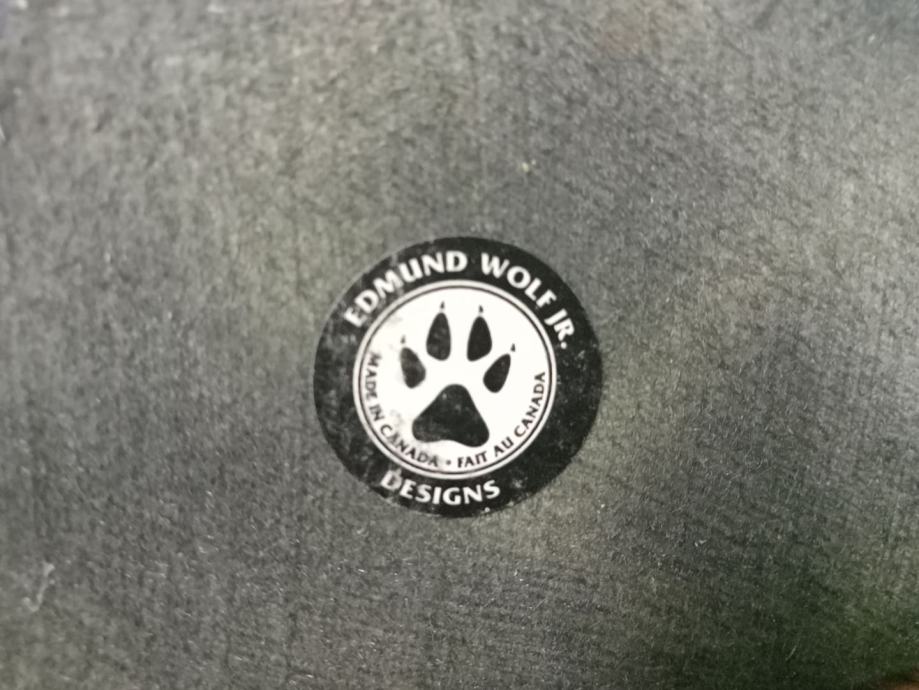 EDMUND WOLF JR.
MADE IN CANADA • FAIT AU CANADA
DESIGNS